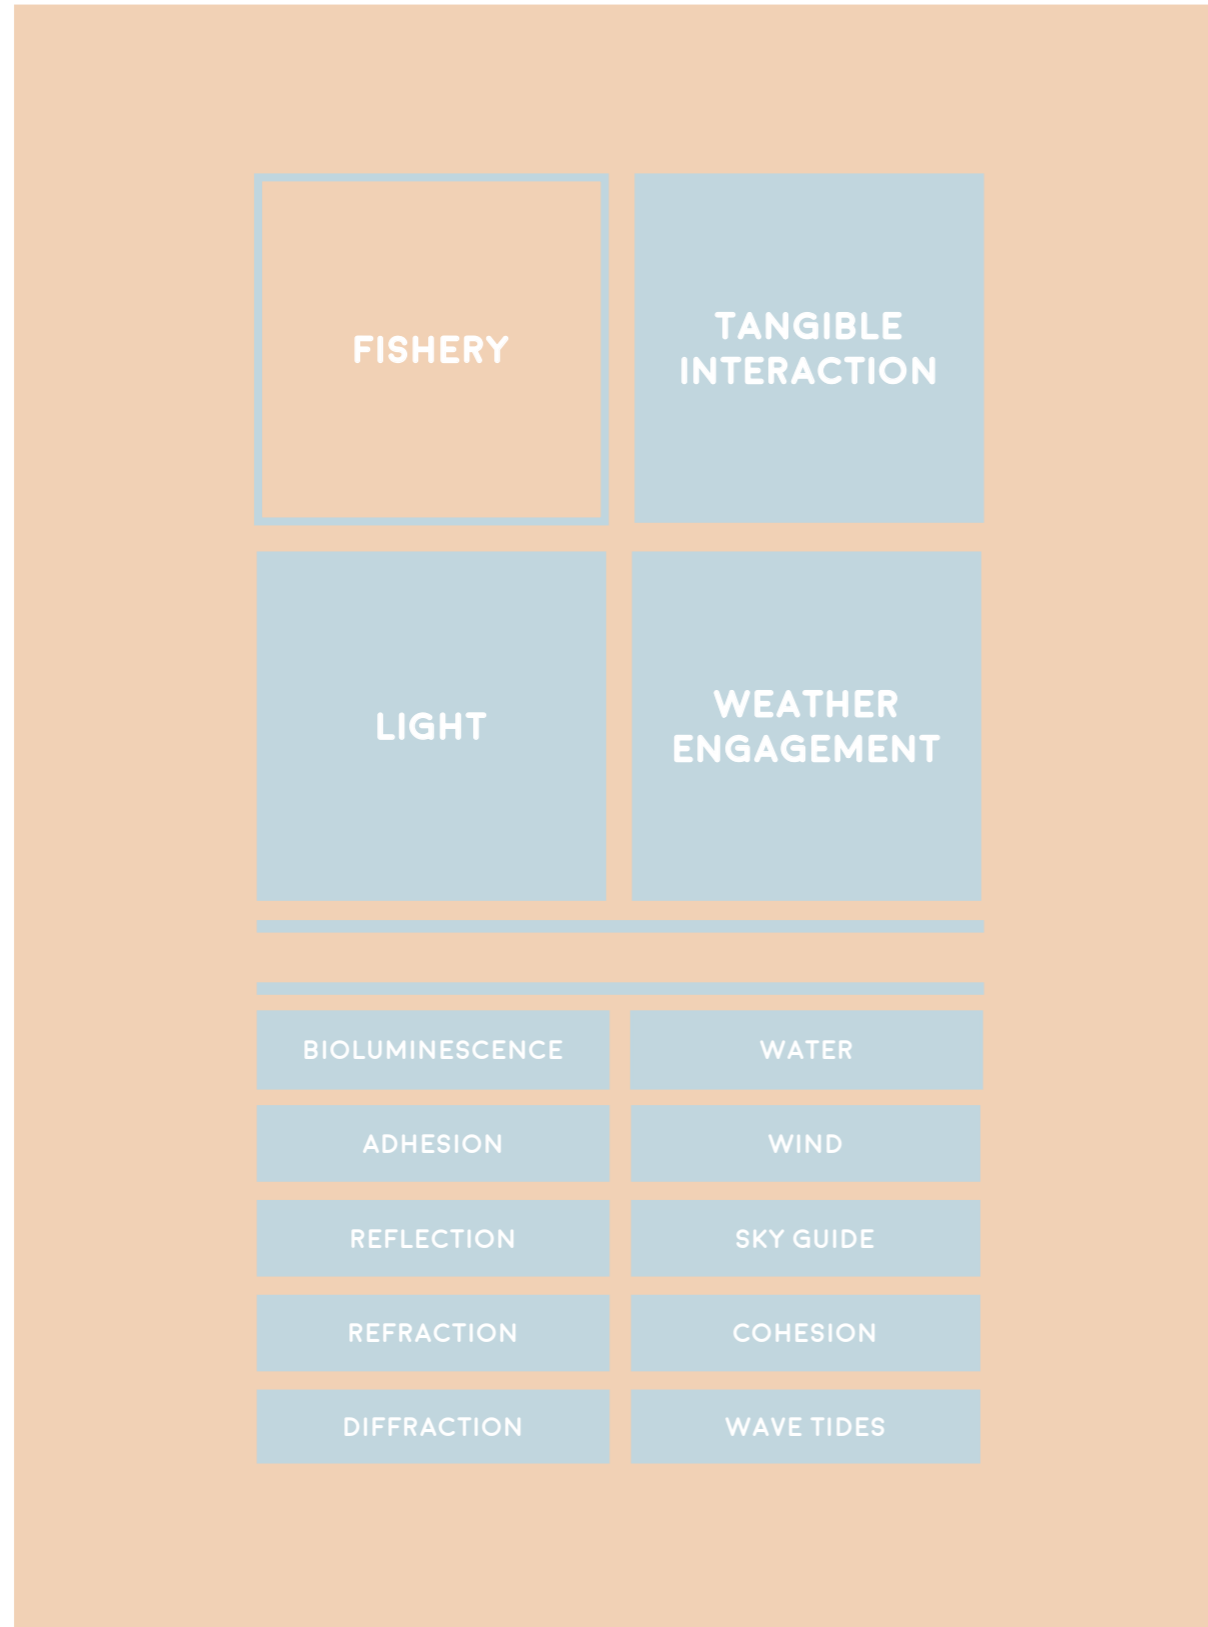 FISHERY
TANGIBLE
INTERACTION
LIGHT
WEATHER
ENGAGEMENT
BIOLUMINESCENCE
WATER
ADHESION
WIND
REFLECTION
SKY GUIDE
REFRACTION
COHESION
DIFFRACTION
WAVE TIDES